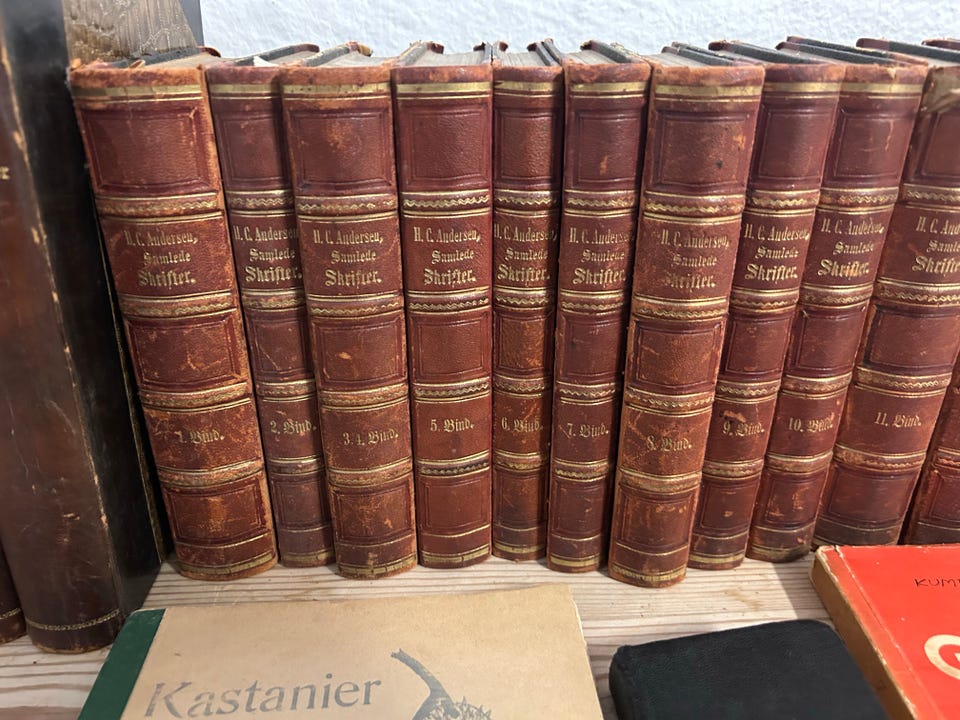 H. C. Andersen,
Samlede
Skrifter.
1. Bind.
H. C. Andersen,
Samlede
Skrifter.
2. Bind.
H. C. Andersen,
Samlede
Skrifter.
3. 4. Bind.
H. C. Andersen,
Samlede
Skrifter.
5. Bind.
H. C. Andersen,
Samlede
Skrifter.
6. Bind.
H. C. Andersen,
Samlede
Skrifter.
7. Bind.
H. C. Andersen,
Samlede
Skrifter.
8. Bind.
H. C. Andersen,
Samlede
Skrifter.
9. Bind.
H. C. Andersen,
Samlede
Skrifter.
10. Bind.
H. C. Andersen
Samlede
Skrifter
11. Bind.
Kastanier
KUM